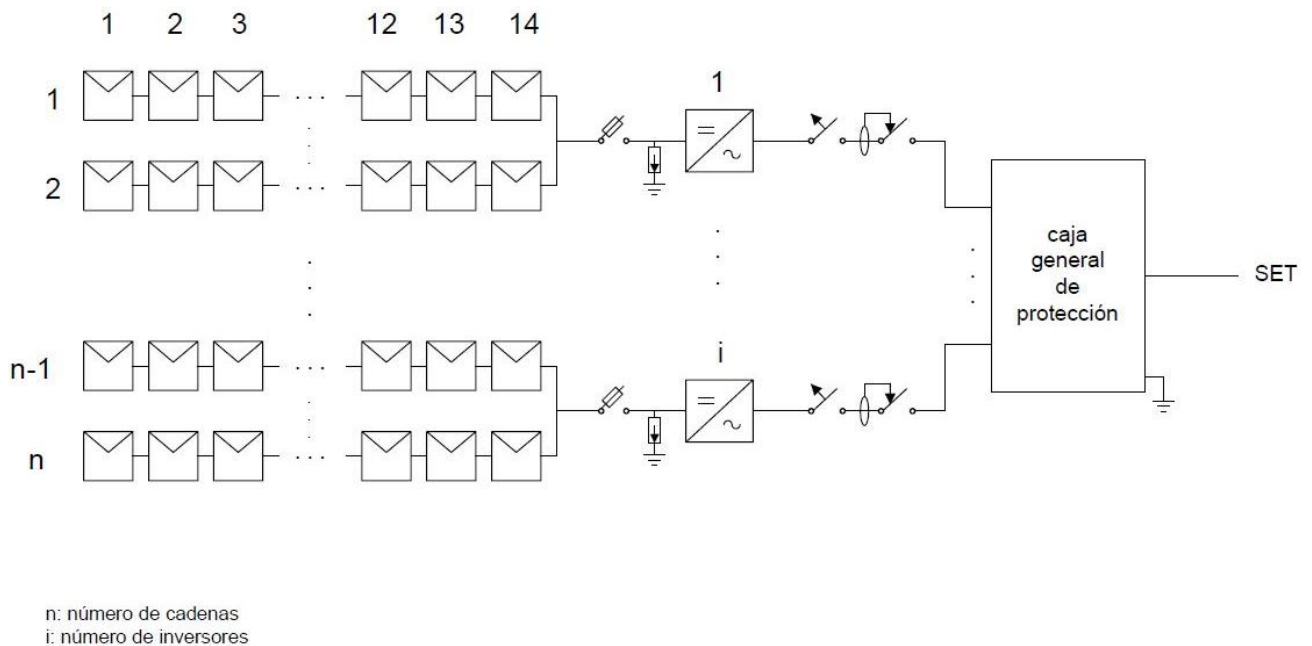 1 2 3 12 13 14
1
1
2
caja
general
de
protección
SET
n-1
i
n
n: número de cadenas
i: número de inversores